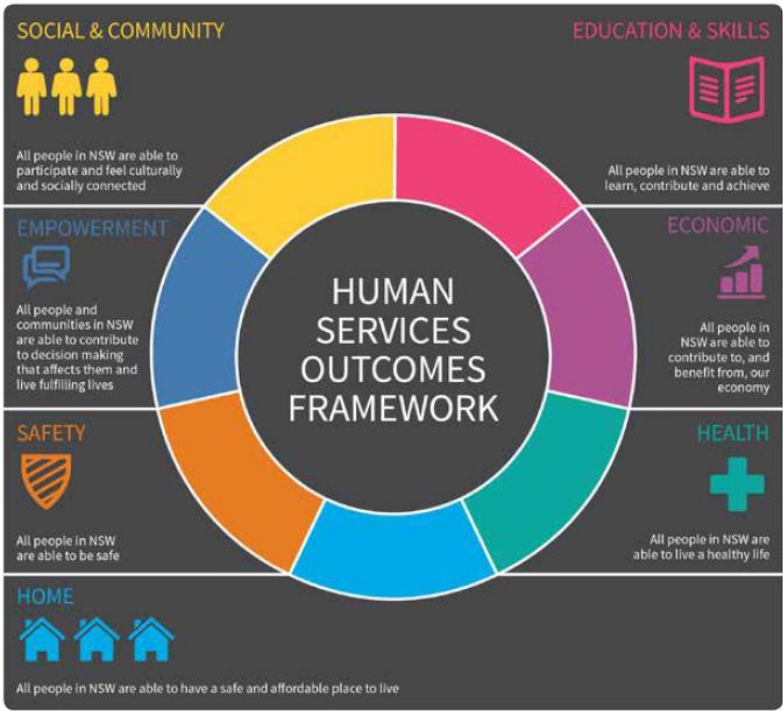 SOCIAL & COMMUNITY
All people in NSW are able to
participate and feel culturally
and socially connected
EDUCATION & SKILLS
All people in NSW are able to
learn, contribute and achieve
EMPOWERMENT
All people and
communities in NSW
are able to contribute
to decision making
that affects them and
live fulfilling lives
HUMAN
SERVICES
OUTCOMES
FRAMEWORK
ECONOMIC
All people in
NSW are able to
contribute to, and
benefit from, our
economy
SAFETY
All people in NSW
are able to be safe
HEALTH
All people in NSW are
able to live a healthy life
HOME
All people in NSW are able to have a safe and affordable place to live